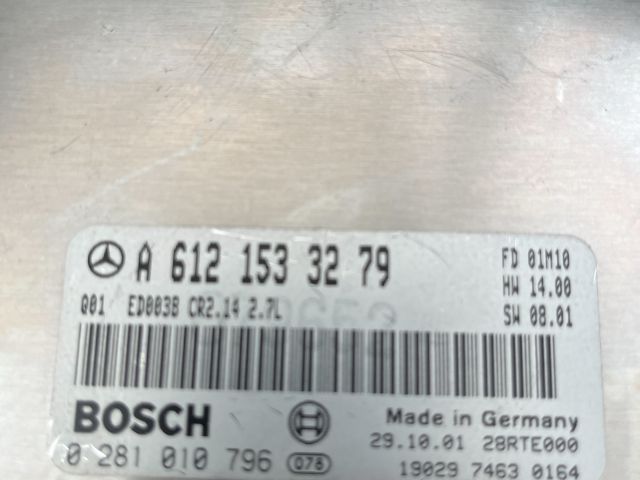 A 612 153 32 79
FD 01M10
HW 14.00
SW 08.01
Q01 ED003B CR2.14 2.7L
BOSCH
Made in Germany
0 281 010 796 078
29.10.01 28RTE000
19029 7463 0164